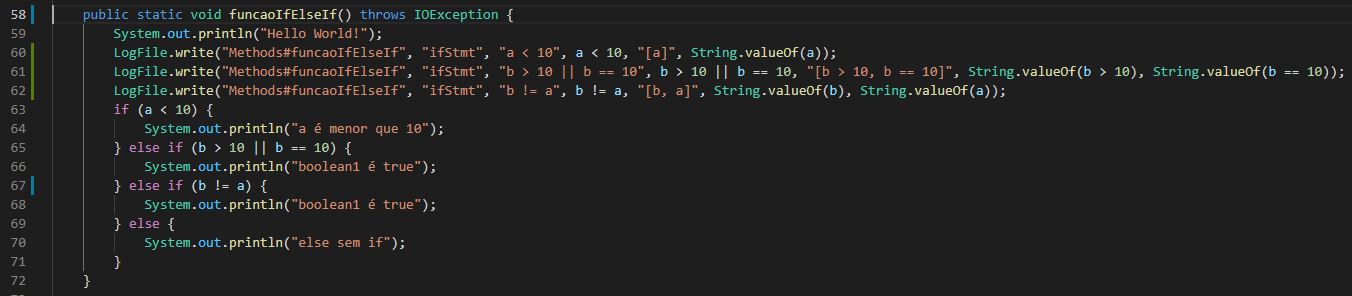 58 public static void funcaoIfElseIf() throws IOException {
59 System.out.println("Hello World!");
60 LogFile.write("Methods#funcaoIfElseIf", "ifStmt", "a < 10", a < 10, "[a]", String.valueOf(a));
61 LogFile.write("Methods#funcaoIfElseIf", "ifStmt", "b > 10 || b == 10", b > 10 || b == 10, "[b > 10, b == 10]", String.valueOf(b > 10), String.valueOf(b == 10));
62 LogFile.write("Methods#funcaoIfElseIf", "ifStmt", "b != a", b != a, "[b, a]", String.valueOf(b), String.valueOf(a));
63 if (a < 10) {
64 System.out.println("a é menor que 10");
65 } else if (b > 10 || b == 10) {
66 System.out.println("boolean1 é true");
67 } else if (b != a) {
68 System.out.println("boolean1 é true");
69 } else {
70 System.out.println("else sem if");
71 }
72 }